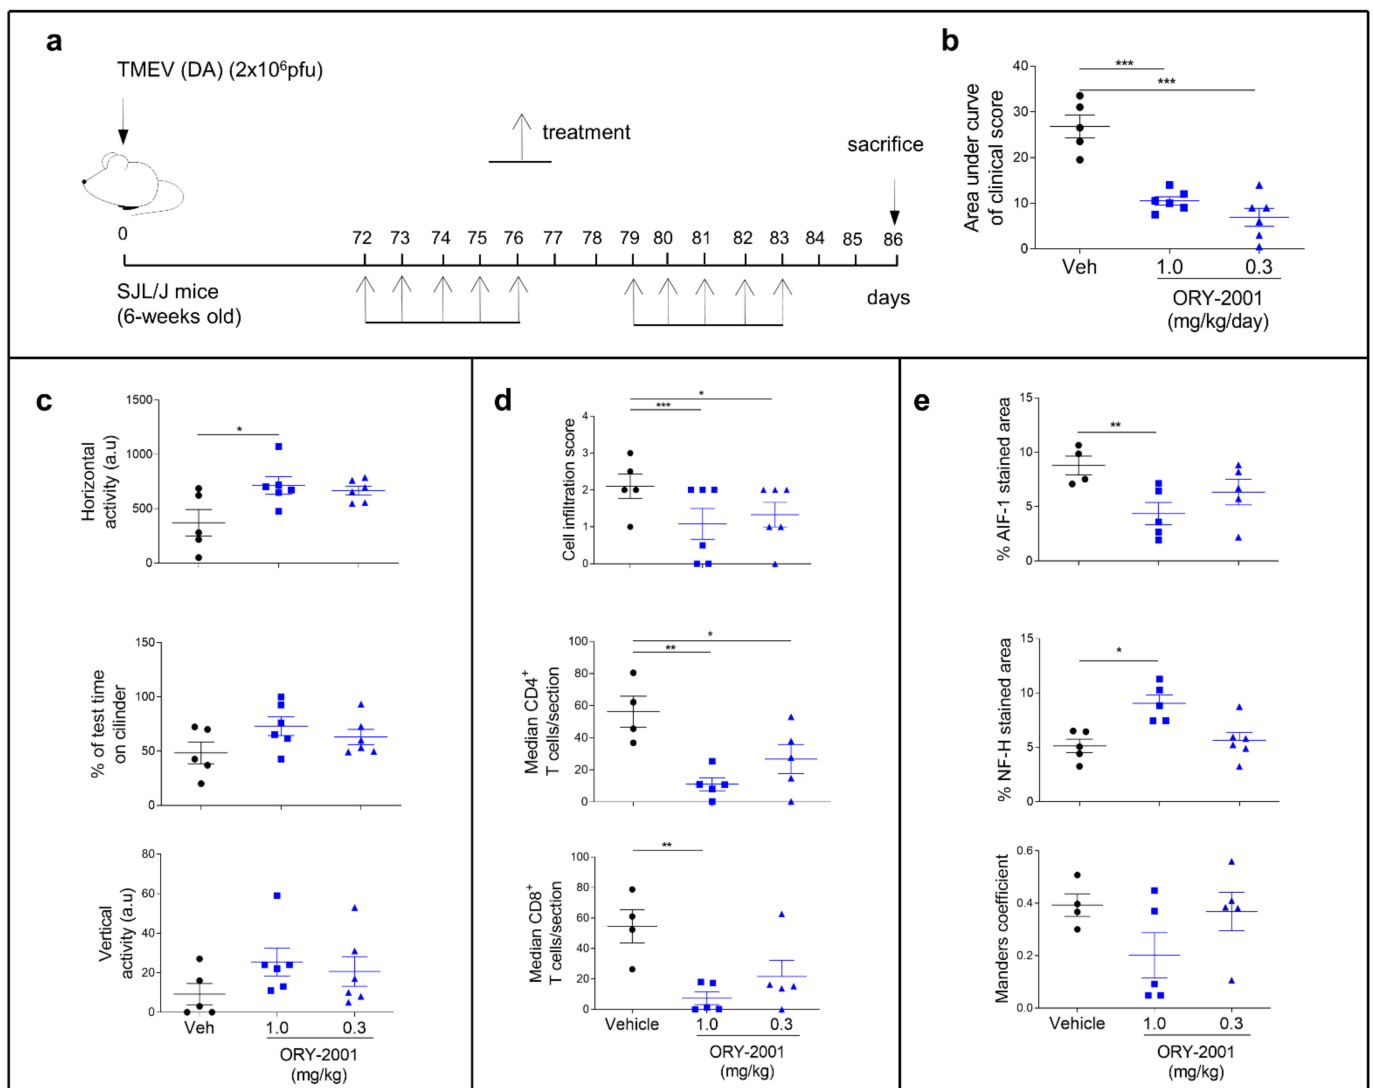 a
TMEV (DA) (2x10⁶pfu)
treatment
sacrifice
0
72 73 74 75 76 77 78 79 80 81 82 83 84 85 86
SJL/J mice
(6-weeks old)
days
b
Area under curve
of clinical score
40
30
20
10
0
***
***
Veh 1.0 0.3
ORY-2001
(mg/kg/day)
c
Horizontal
activity (a.u)
1500
1000
500
0
*
% of test time
on cilinder
150
100
50
0
Vertical
activity (a.u)
80
60
40
20
0
Veh 1.0 0.3
ORY-2001
(mg/kg)
d
Cell infiltration score
4
3
2
1
0
*
***
Median CD4⁺
T cells/section
100
80
60
40
20
0
*
**
Median CD8⁺
T cells/section
100
80
60
40
20
0
**
Vehicle 1.0 0.3
ORY-2001
(mg/kg)
e
% AIF-1 stained area
15
10
5
0
**
% NF-H stained area
15
10
5
0
*
Manders coefficient
0.6
0.4
0.2
0.0
Vehicle 1.0 0.3
ORY-2001
(mg/kg)